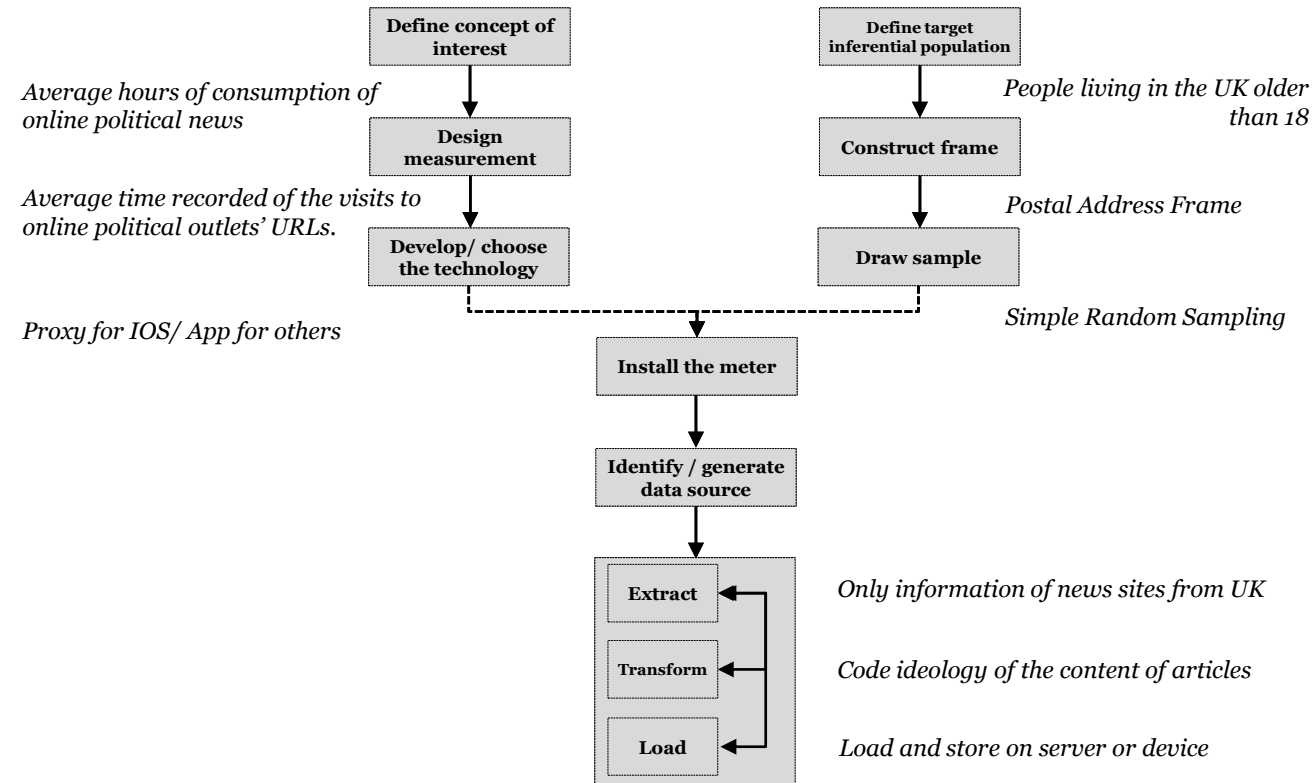 Define concept of
interest
Define target
inferential population
Average hours of consumption of
online political news
People living in the UK older
than 18
Design
measurement
Construct frame
Average time recorded of the visits to
online political outlets’ URLs.
Postal Address Frame
Develop/ choose
the technology
Draw sample
Proxy for IOS/ App for others
Simple Random Sampling
Install the meter
Identify / generate
data source
Extract
Only information of news sites from UK
Transform
Code ideology of the content of articles
Load
Load and store on server or device